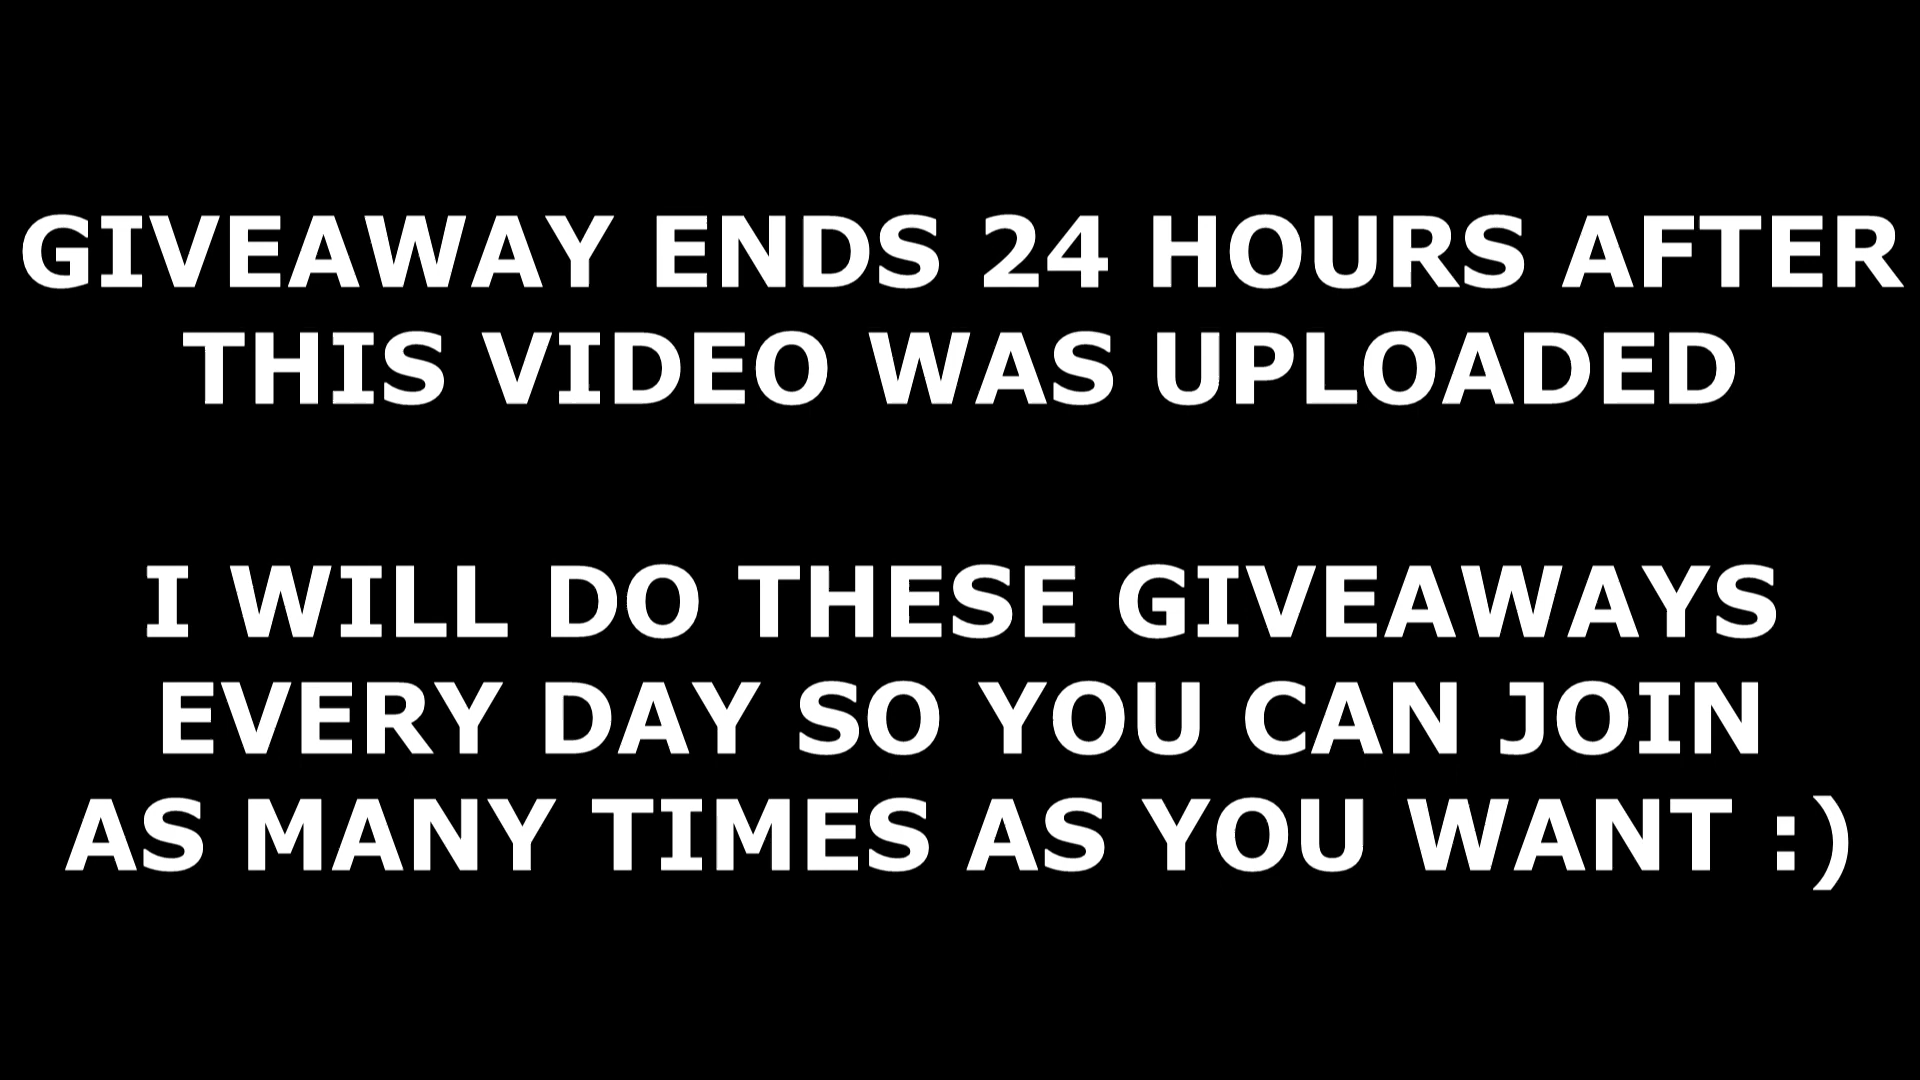 GIVEAWAY ENDS 24 HOURS AFTER
THIS VIDEO WAS UPLOADED
I WILL DO THESE GIVEAWAYS
EVERY DAY SO YOU CAN JOIN
AS MANY TIMES AS YOU WANT :)